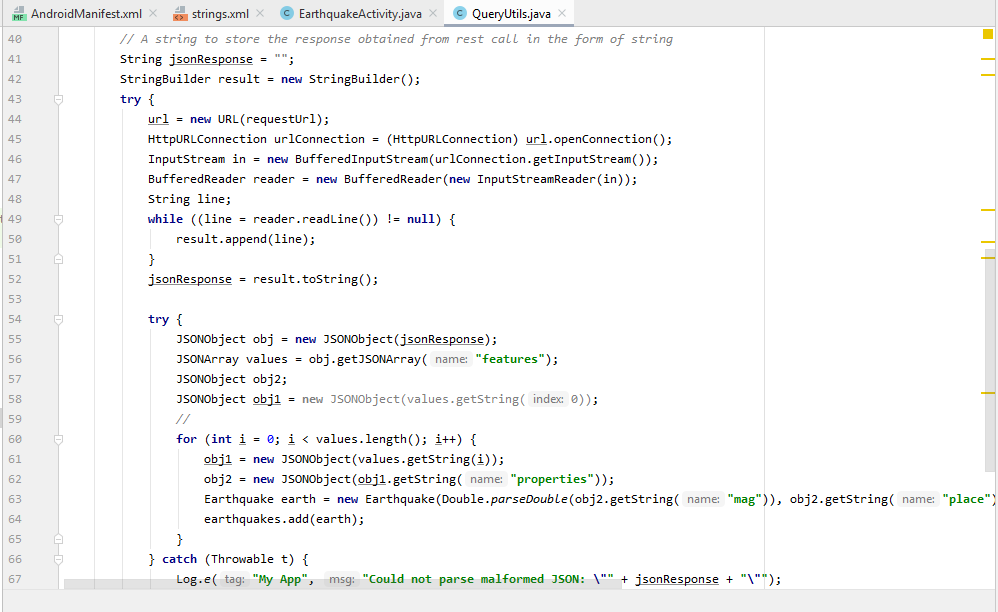 AndroidManifest.xml strings.xml EarthquakeActivity.java QueryUtils.java
40 // A string to store the response obtained from rest call in the form of string
41 String jsonResponse = "";
42 StringBuilder result = new StringBuilder();
43 try {
44 url = new URL(requestUrl);
45 HttpURLConnection urlConnection = (HttpURLConnection) url.openConnection();
46 InputStream in = new BufferedInputStream(urlConnection.getInputStream());
47 BufferedReader reader = new BufferedReader(new InputStreamReader(in));
48 String line;
49 while ((line = reader.readLine()) != null) {
50 result.append(line);
51 }
52 jsonResponse = result.toString();
53
54 try {
55 JSONObject obj = new JSONObject(jsonResponse);
56 JSONArray values = obj.getJSONArray( name: "features");
57 JSONObject obj2;
58 JSONObject obj1 = new JSONObject(values.getString( index: 0));
59 //
60 for (int i = 0; i < values.length(); i++) {
61 obj1 = new JSONObject(values.getString(i));
62 obj2 = new JSONObject(obj1.getString( name: "properties"));
63 Earthquake earth = new Earthquake(Double.parseDouble(obj2.getString( name: "mag")), obj2.getString( name: "place")
64 earthquakes.add(earth);
65 }
66 } catch (Throwable t) {
67 Log.e( tag: "My App", msg: "Could not parse malformed JSON: \"" + jsonResponse + "\"");